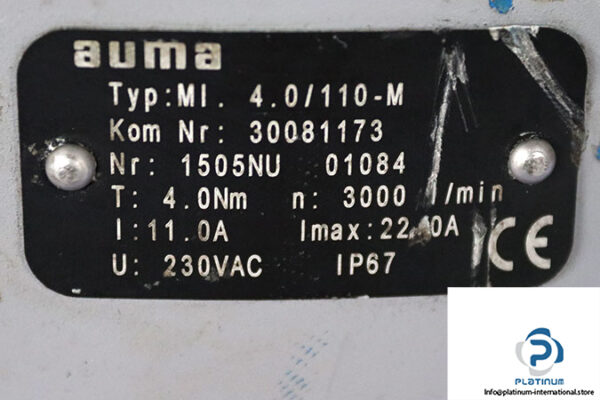 auma
Typ:MI. 4.0/110-M
Kom Nr: 30081173
Nr: 1505NU 01084
T: 4.0Nm n: 3000 /min
I:11.0A Imax:22.0A
U: 230VAC IP67
CE
PLATINUM
Info@platinum-international.store